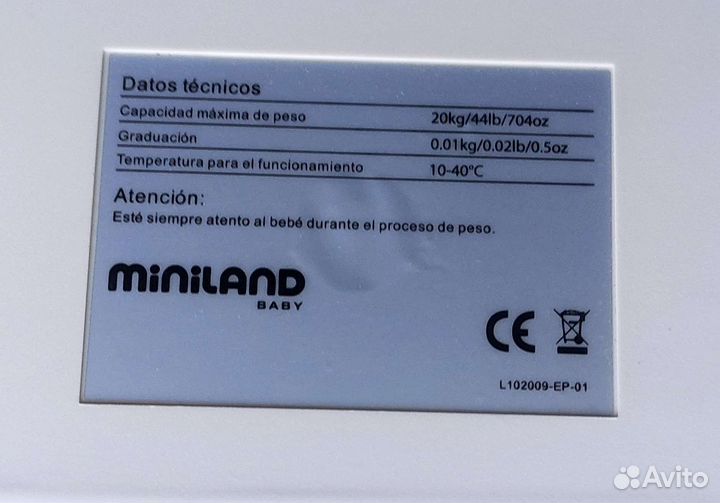 Datos técnicos
Capacidad máxima de peso 20kg/44lb/704oz
Graduación 0.01kg/0.02lb/0.5oz
Temperatura para el funcionamiento 10-40°C
Atención:
Esté siempre atento al bebé durante el proceso de peso.
miniLAND
BABY
CE
L102009-EP-01
Avito